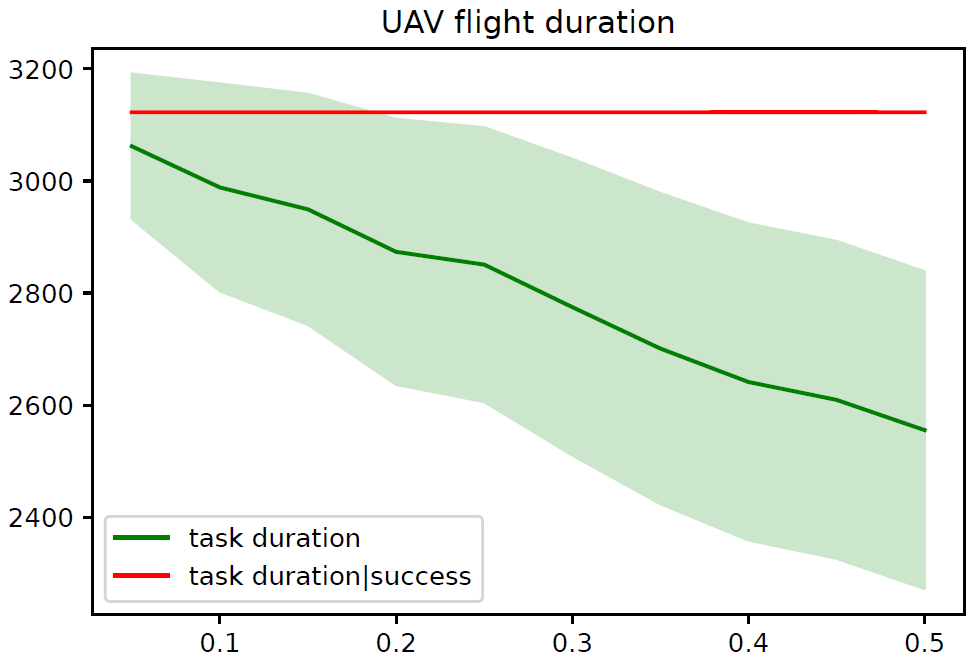 UAV flight duration
3200
3000
2800
2600
2400
task duration
task duration|success
0.1 0.2 0.3 0.4 0.5